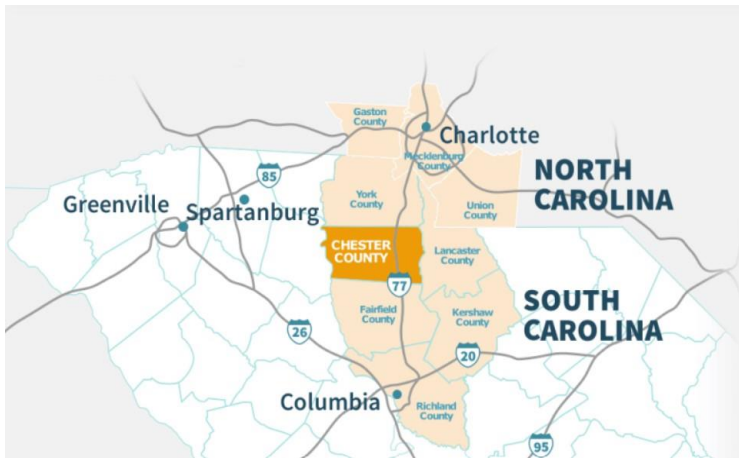 Gaston
County
Charlotte
Mecklenburg
County
NORTH
CAROLINA
85
Greenville
Spartanburg
York
County
Union
County
CHESTER
COUNTY
Lancaster
County
77
SOUTH
CAROLINA
Fairfield
County
Kershaw
County
26
20
Columbia
Richland
County
95